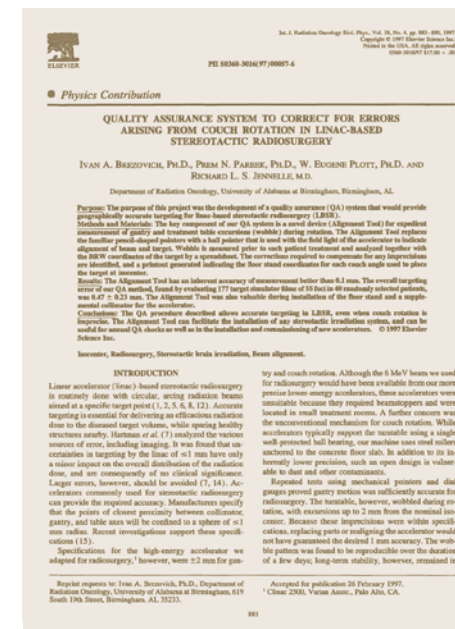 Int. J. Radiation Oncology Biol. Phys., Vol. 38, No. 4, pp. 883-890, 1997
Copyright © 1997 Elsevier Science Inc.
Printed in the USA. All rights reserved
0360-3016/97 $17.00 + .00
ELSEVIER
PII S0360-3016(97)00057-6
● Physics Contribution
QUALITY ASSURANCE SYSTEM TO CORRECT FOR ERRORS
ARISING FROM COUCH ROTATION IN LINAC-BASED
STEREOTACTIC RADIOSURGERY
IVAN A. BREZOVICH, PH.D., PREM N. PAREEK, PH.D., W. EUGENE PLOTT, PH.D. AND
RICHARD L. S. JENNELLE, M.D.
Department of Radiation Oncology, University of Alabama at Birmingham, Birmingham, AL
Purpose: The purpose of this project was the development of a quality assurance (QA) system that would provide
geographically accurate targeting for linac-based stereotactic radiosurgery (LBSR).
Methods and Materials: The key component of our QA system is a novel device (Alignment Tool) for expedient
measurement of gantry and treatment table excursions (wobble) during rotation. The Alignment Tool replaces
the familiar pencil-shaped pointers with a ball pointer that is used with the field light of the accelerator to indicate
alignment of beam and target. Wobble is measured prior to each patient treatment and analyzed together with
the BRW coordinates of the target by a spreadsheet. The corrections required to compensate for any imprecisions
are identified, and a printout generated indicating the floor stand coordinates for each couch angle used to place
the target at isocenter.
Results: The Alignment Tool has an inherent accuracy of measurement better than 0.1 mm. The overall targeting
error of our QA method, found by evaluating 177 target simulator films of 55 foci in 40 randomly selected patients,
was 0.47 ± 0.23 mm. The Alignment Tool was also valuable during installation of the floor stand and a supple-
mental collimator for the accelerator.
Conclusions: The QA procedure described allows accurate targeting in LBSR, even when couch rotation is
imprecise. The Alignment Tool can facilitate the installation of any stereotactic irradiation system, and can be
useful for annual QA checks as well as in the installation and commissioning of new accelerators. © 1997 Elsevier
Science Inc.
Isocenter, Radiosurgery, Stereotactic brain irradiation, Beam alignment.
INTRODUCTION
Linear accelerator (linac)-based stereotactic radiosurgery
is routinely done with circular, arcing radiation beams
aimed at a specific target point (1, 2, 5, 6, 8, 12). Accurate
targeting is essential for delivering an efficacious radiation
dose to the diseased target volume, while sparing healthy
structures nearby. Hartman et al. (7) analyzed the various
sources of error, including imaging. It was found that un-
certainties in targeting by the linac of ≤1 mm have only
a minor impact on the overall distribution of the radiation
dose, and are consequently of no clinical significance.
Larger errors, however, should be avoided (7, 14). Ac-
celerators commonly used for stereotactic radiosurgery
can provide the required accuracy. Manufacturers specify
that the points of closest proximity between collimator,
gantry, and table axes will be confined to a sphere of ≤1
mm radius. Recent investigations support these specifi-
cations (15).
Specifications for the high-energy accelerator we
adapted for radiosurgery,¹ however, were ±2 mm for gan-
try and couch rotation. Although the 6 MeV beam we used
for radiosurgery would have been available from our more
precise lower-energy accelerators, these accelerators were
unsuitable because they required beamstoppers and were
located in small treatment rooms. A further concern was
the unconventional mechanism for couch rotation. While
accelerators typically support the turntable using a single
well-protected ball bearing, our machine uses steel rollers
anchored to the concrete floor slab. In addition to its in-
herently lower precision, such an open design is vulner-
able to dust and other contaminants.
Repeated tests using mechanical pointers and dial
gauges proved gantry motion was sufficiently accurate for
radiosurgery. The turntable, however, wobbled during ro-
tation, with excursions up to 2 mm from the nominal iso-
center. Because these imprecisions were within specifi-
cations, replacing parts or realigning the accelerator would
not have guaranteed the desired 1 mm accuracy. The wob-
ble pattern was found to be reproducible over the duration
of a few days; long-term stability, however, remained in
Reprint requests to: Ivan A. Brezovich, Ph.D., Department of
Radiation Oncology, University of Alabama at Birmingham, 619
South 19th Street, Birmingham, AL 35233.
Accepted for publication 26 February 1997.
¹ Clinac 2500, Varian Assoc., Palo Alto, CA.
883